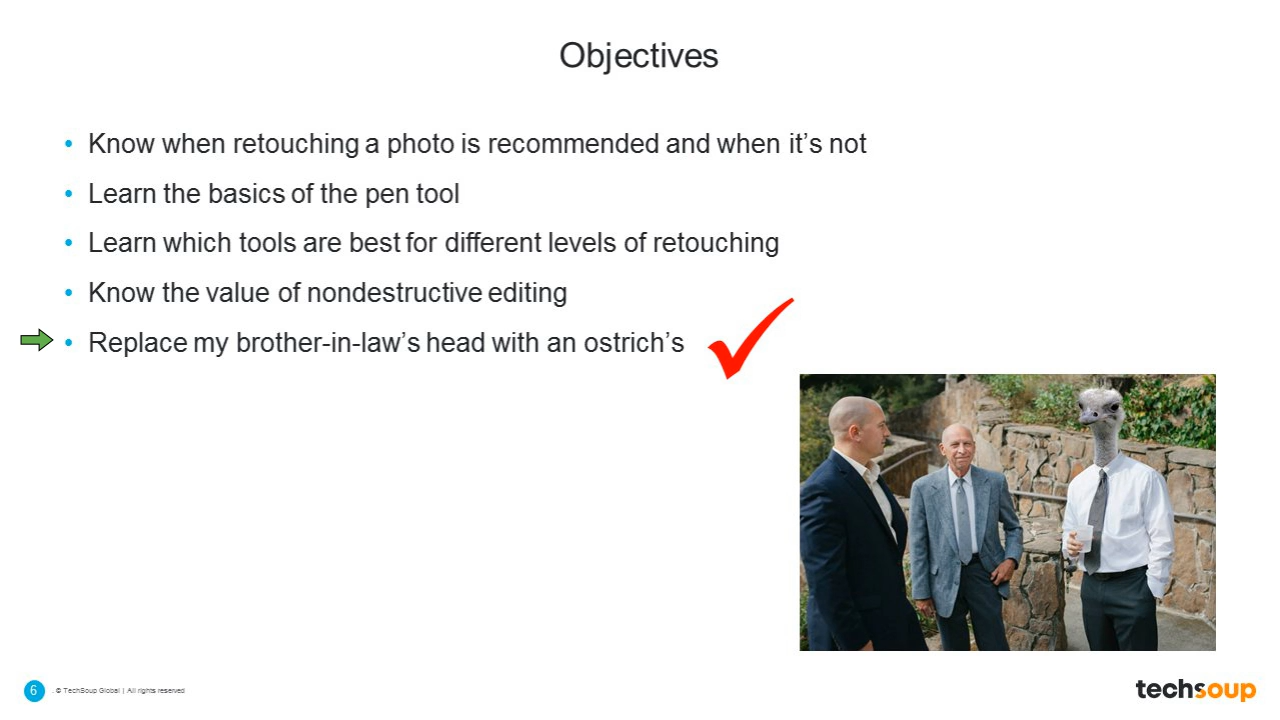 Objectives
• Know when retouching a photo is recommended and when it’s not
• Learn the basics of the pen tool
• Learn which tools are best for different levels of retouching
• Know the value of nondestructive editing
• Replace my brother-in-law’s head with an ostrich’s
6
. © TechSoup Global | All rights reserved
techsoup